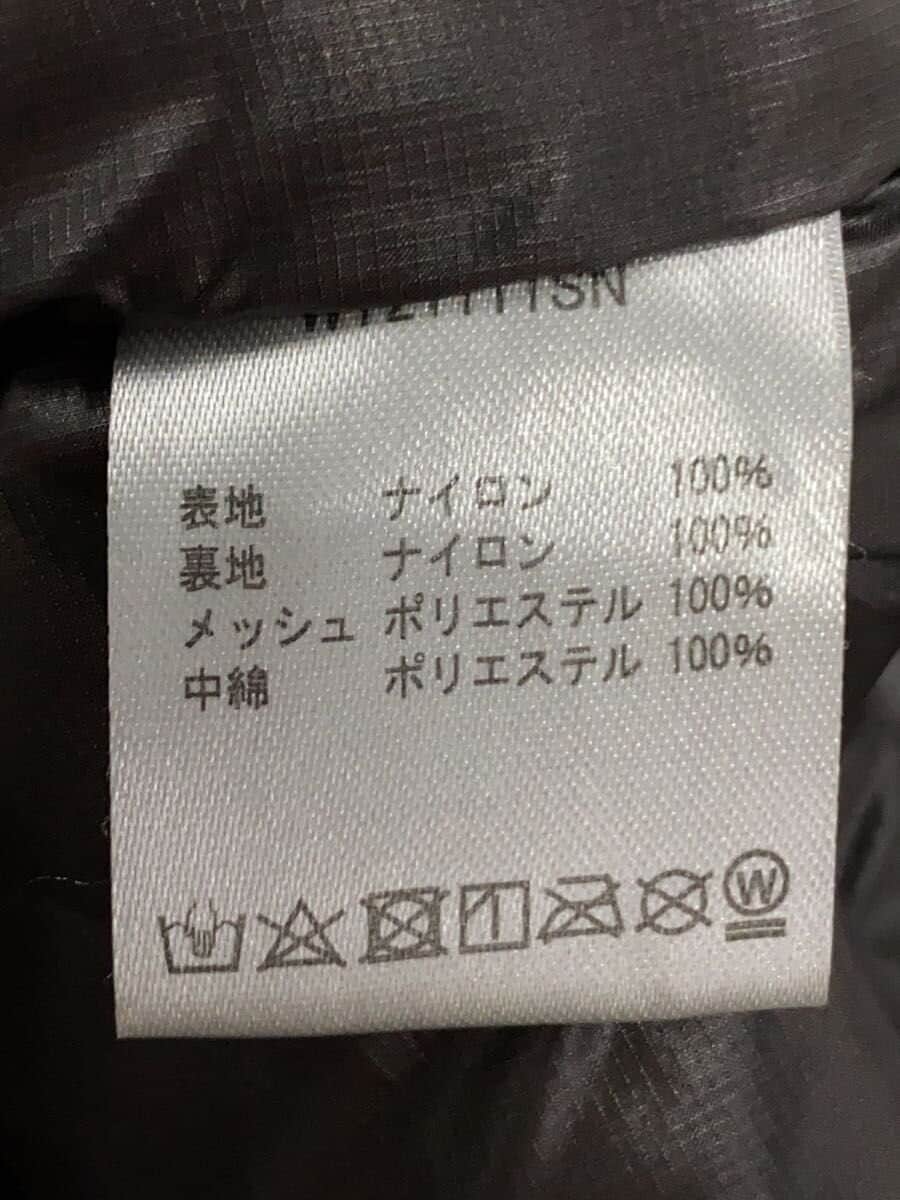 W121111SN
表地 ナイロン 100%
裏地 ナイロン 100%
メッシュ ポリエステル 100%
中綿 ポリエステル 100%
W